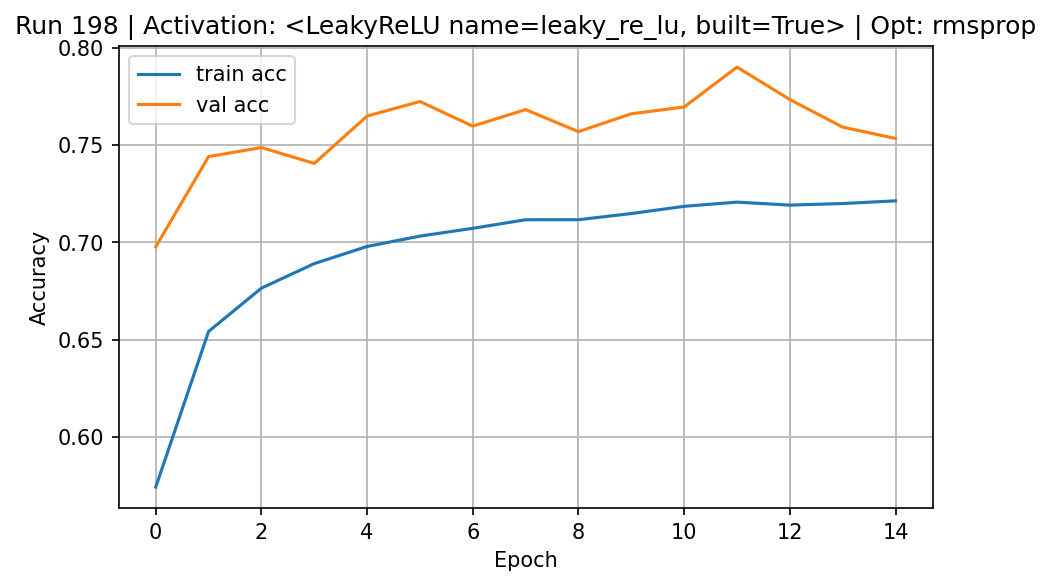 Run 198 | Activation: <LeakyReLU name=leaky_re_lu, built=True> | Opt: rmsprop
train acc
val acc
0.80
0.75
0.70
0.65
0.60
Accuracy
0 2 4 6 8 10 12 14
Epoch